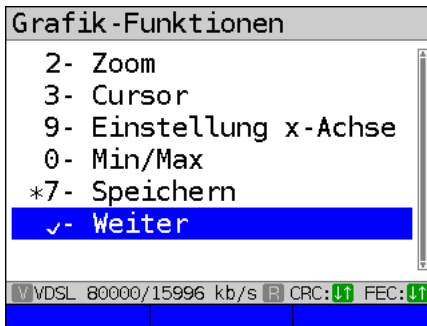 Grafik-Funktionen
2- Zoom
3- Cursor
9- Einstellung x-Achse
0- Min/Max
*7- Speichern
✓- Weiter
V VDSL 80000/15996 kb/s R CRC:↓↑ FEC:↓↑